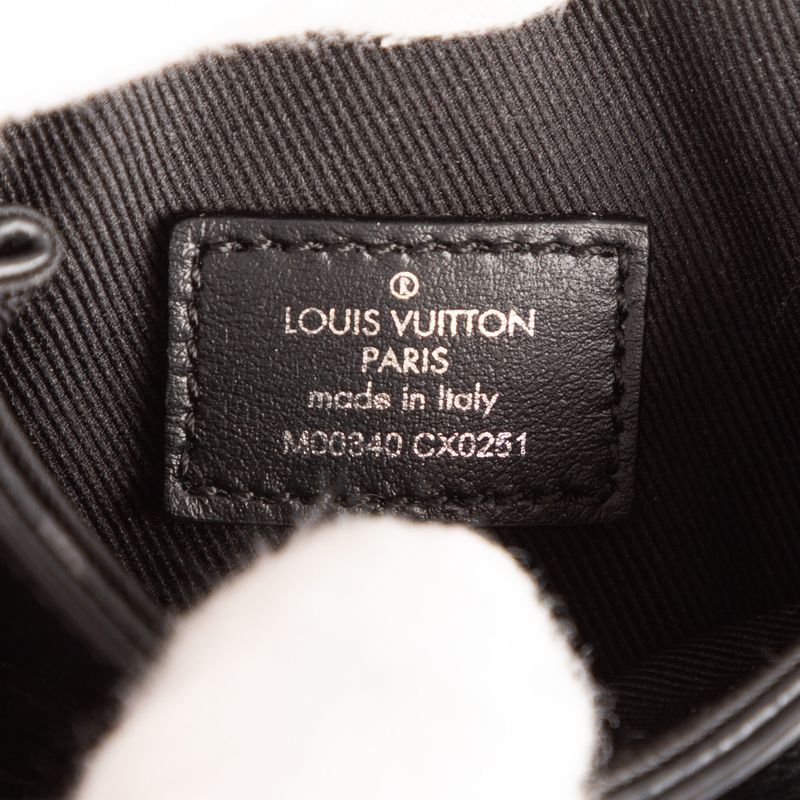 ®
LOUIS VUITTON
PARIS
made in Italy
M00340 CX0251